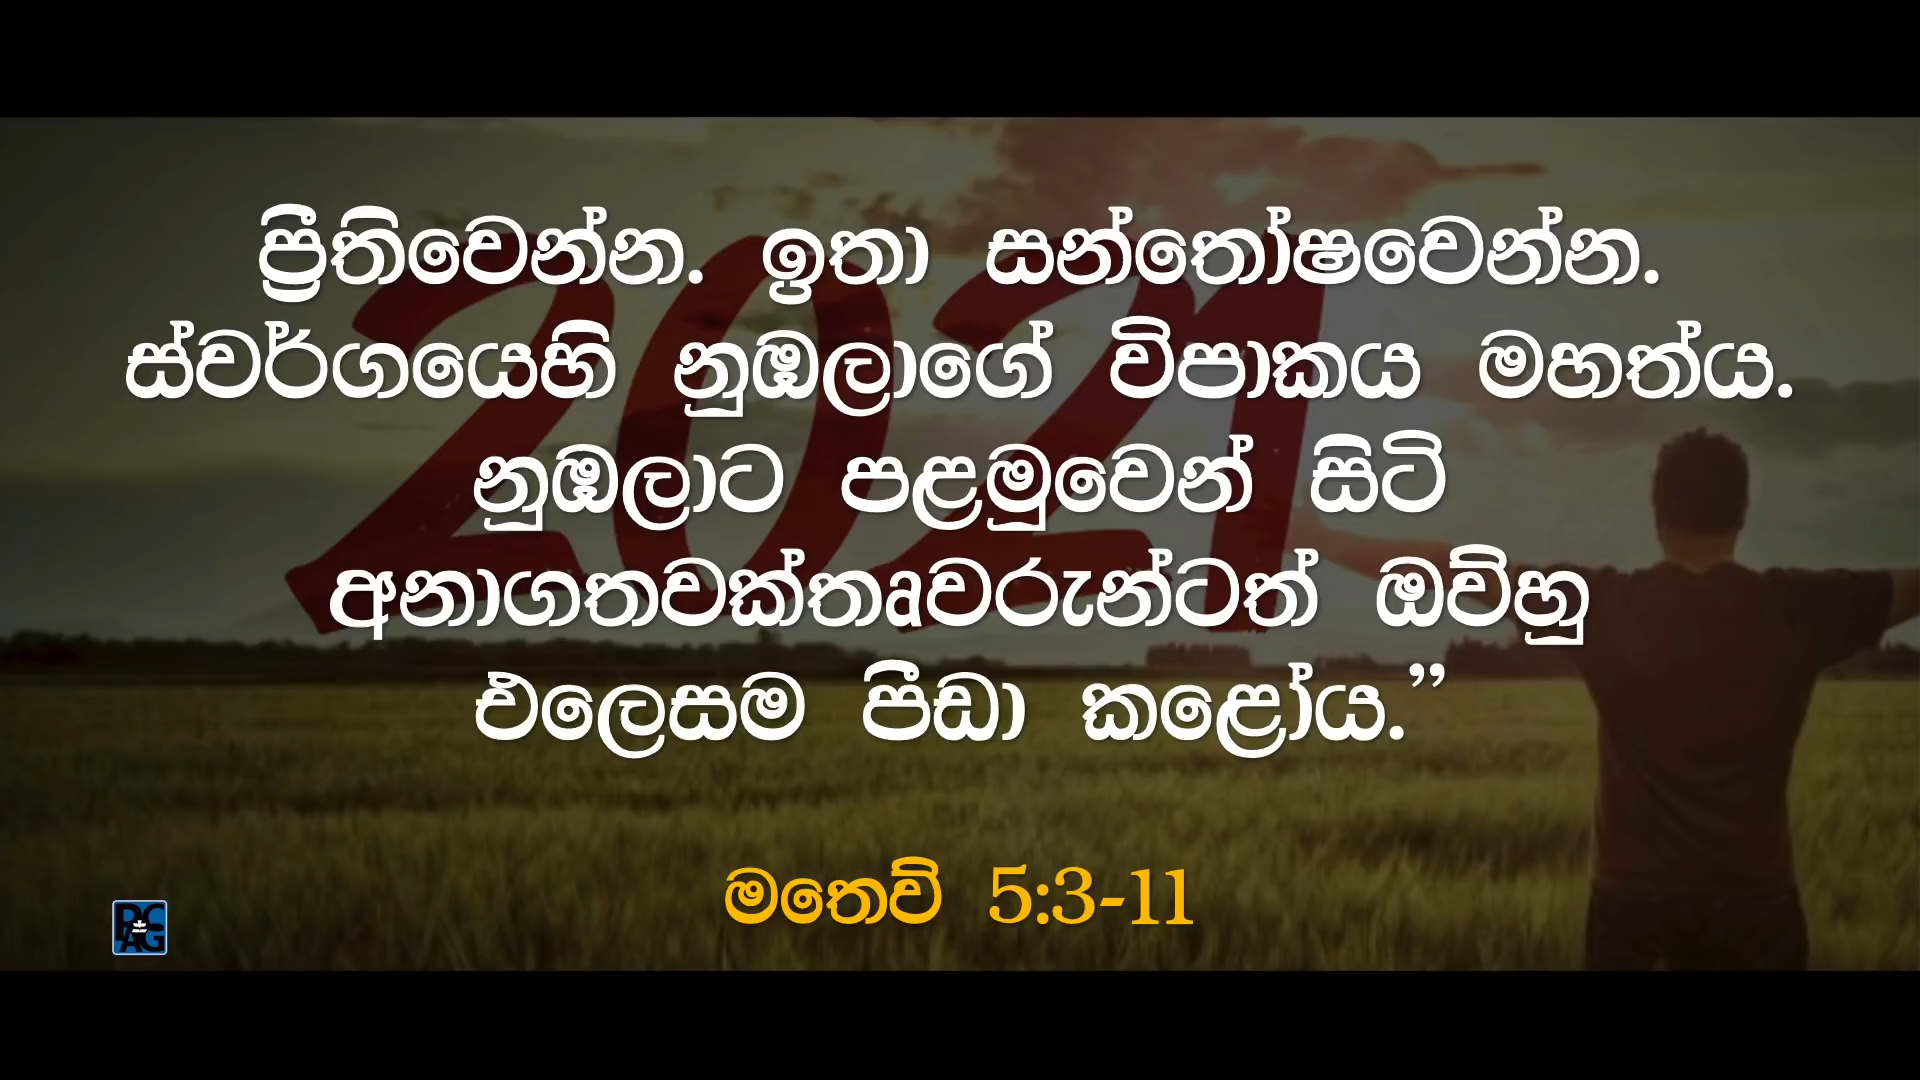 ප්‍රීතිවෙන්න. ඉතා සන්තෝෂවෙන්න.
ස්වර්ගයෙහි නුඹලාගේ විපාකය මහත්ය.
නුඹලාට පළමුවෙන් සිටි
අනාගතවක්තෘවරුන්ටත් ඔවිහු
එලෙසම පීඩා කළෝය.”
මතෙව් 5:3-11
2021